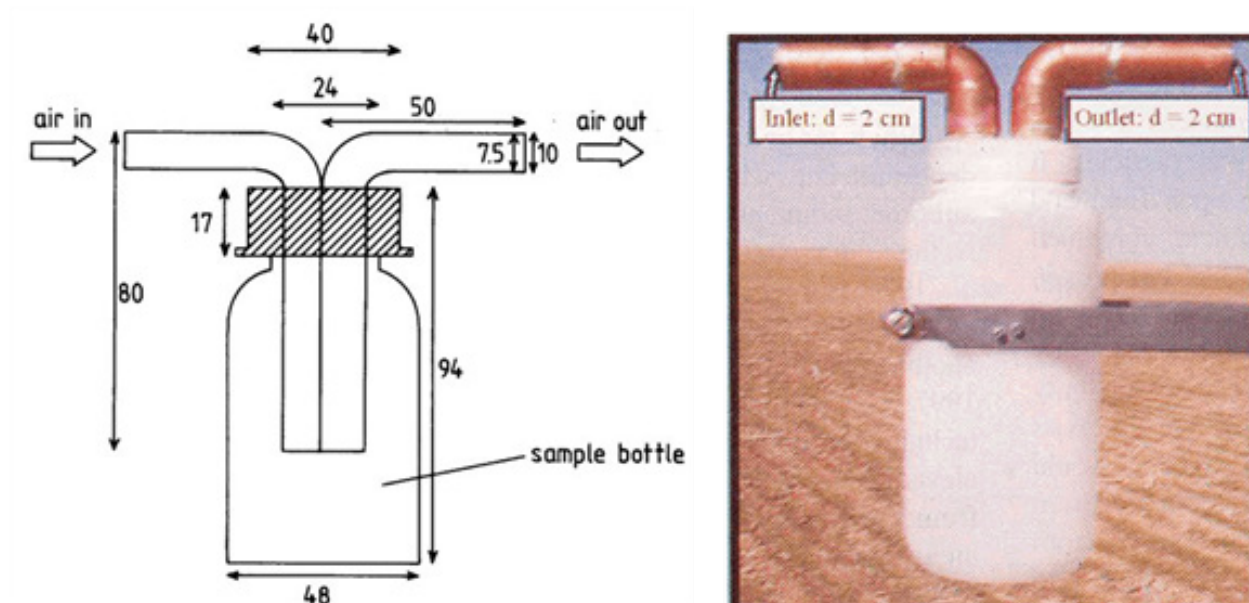 40
24
50
air in
air out
7.5
10
17
80
94
sample bottle
48
Inlet: d = 2 cm
Outlet: d = 2 cm